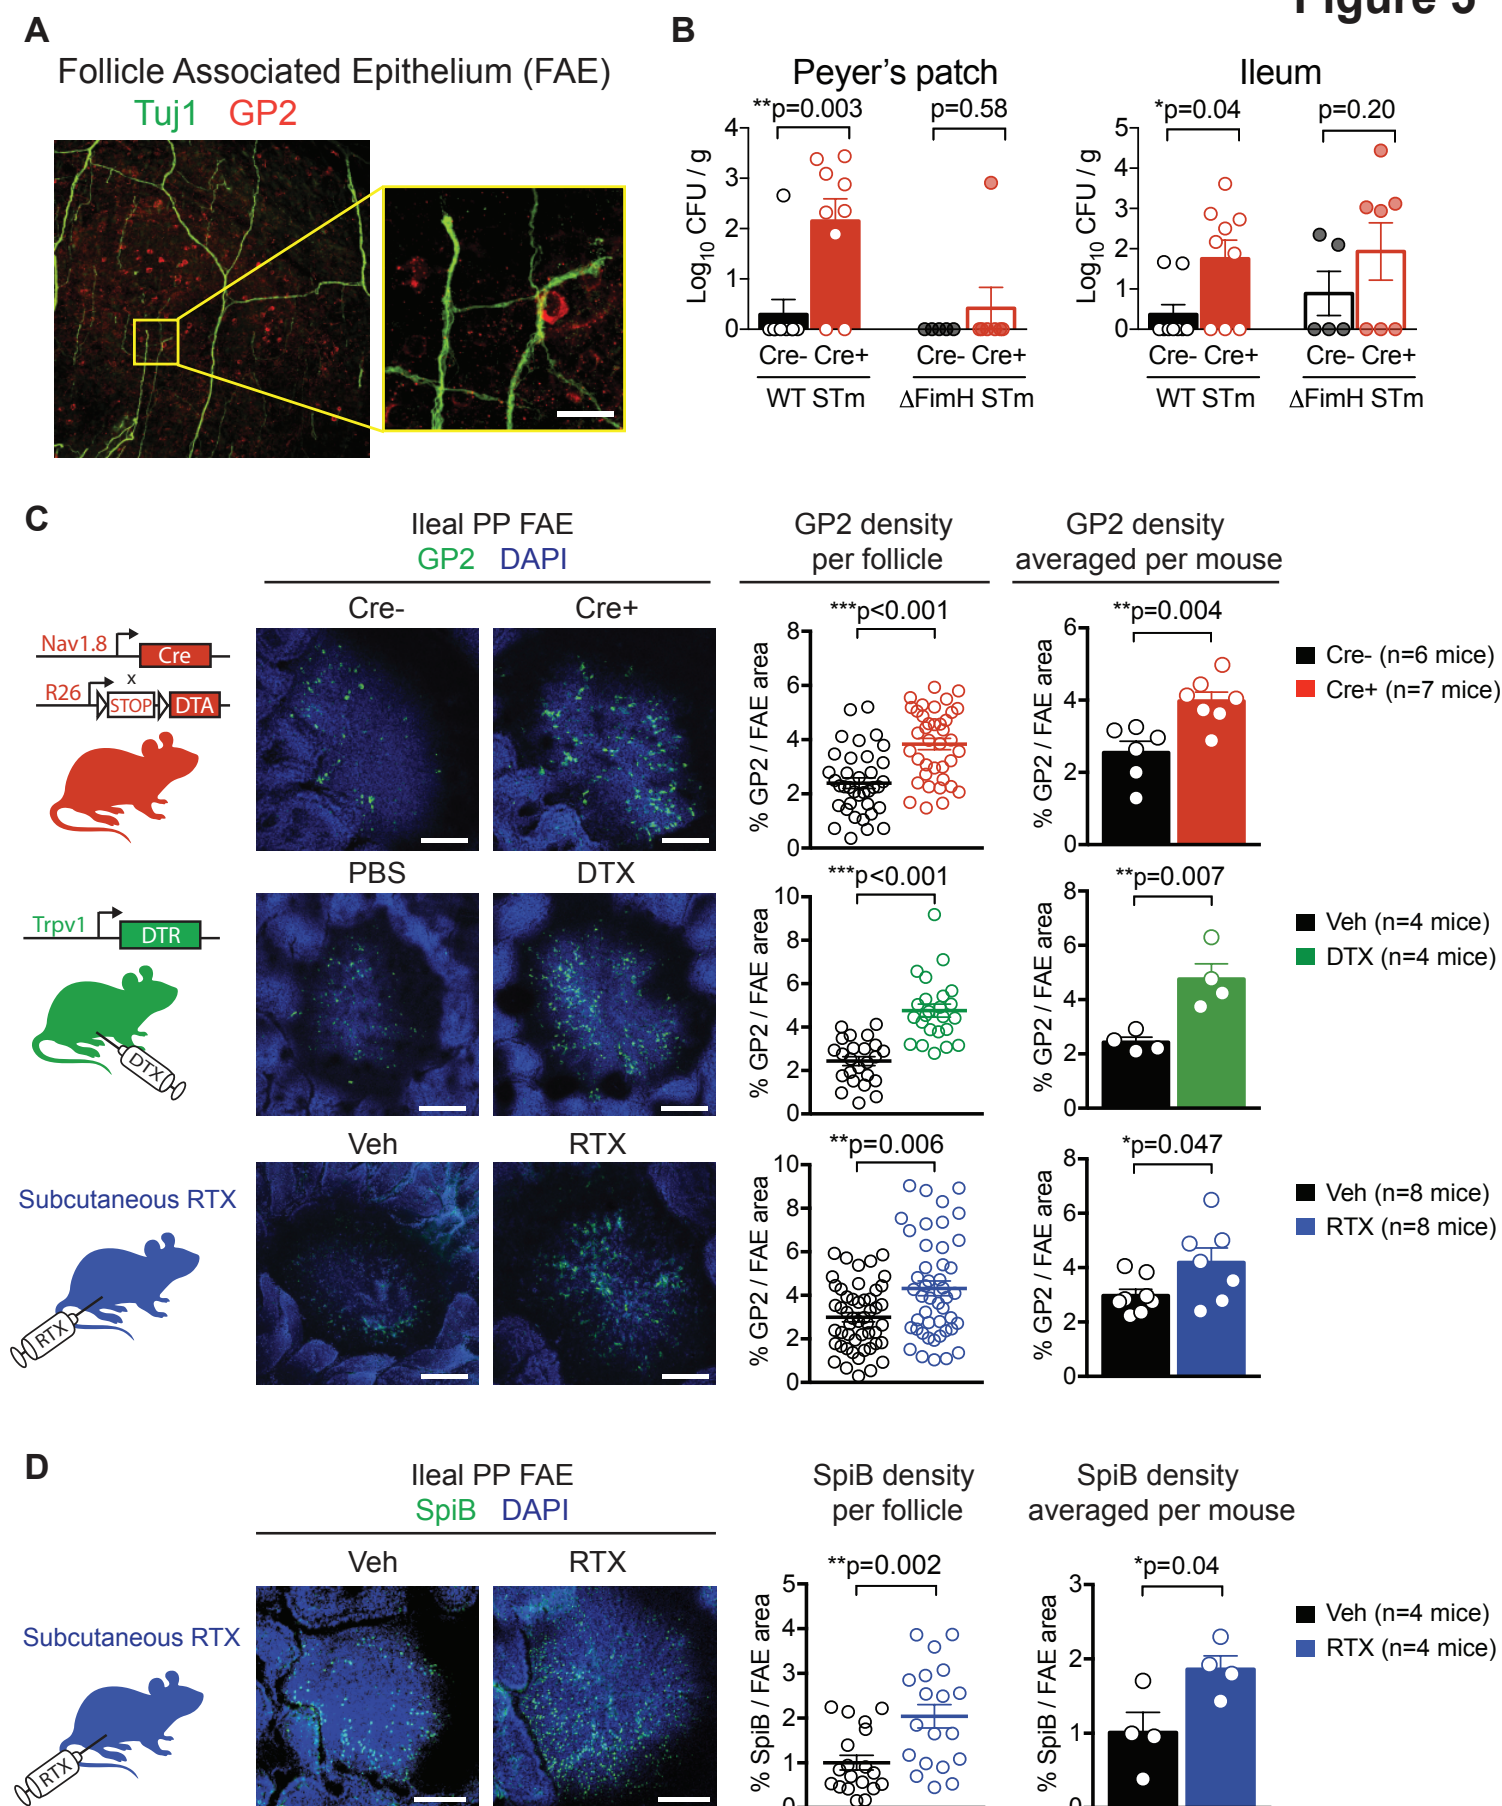 Figure 5
A
Follicle Associated Epithelium (FAE)
Tuj1 GP2
B
Peyer's patch
**p=0.003
p=0.58
Log10 CFU / g
4
3
2
1
0
Cre- Cre+
Cre- Cre+
WT STm
ΔFimH STm
Ileum
*p=0.04
p=0.20
Log10 CFU / g
5
4
3
2
1
0
Cre- Cre+
Cre- Cre+
WT STm
ΔFimH STm
C
Ileal PP FAE
GP2 DAPI
GP2 density
per follicle
GP2 density
averaged per mouse
Nav1.8
Cre
x
R26
STOP
DTA
Cre-
Cre+
***p<0.001
% GP2 / FAE area
8
6
4
2
0
**p=0.004
% GP2 / FAE area
6
4
2
0
Cre- (n=6 mice)
Cre+ (n=7 mice)
Trpv1
DTR
DTX
PBS
DTX
***p<0.001
% GP2 / FAE area
10
8
6
4
2
0
**p=0.007
% GP2 / FAE area
8
6
4
2
0
Veh (n=4 mice)
DTX (n=4 mice)
Subcutaneous RTX
RTX
Veh
RTX
**p=0.006
% GP2 / FAE area
10
8
6
4
2
0
*p=0.047
% GP2 / FAE area
8
6
4
2
0
Veh (n=8 mice)
RTX (n=8 mice)
D
Ileal PP FAE
SpiB DAPI
SpiB density
per follicle
SpiB density
averaged per mouse
Subcutaneous RTX
RTX
Veh
RTX
**p=0.002
% SpiB / FAE area
5
4
3
2
1
0
*p=0.04
% SpiB / FAE area
3
2
1
0
Veh (n=4 mice)
RTX (n=4 mice)